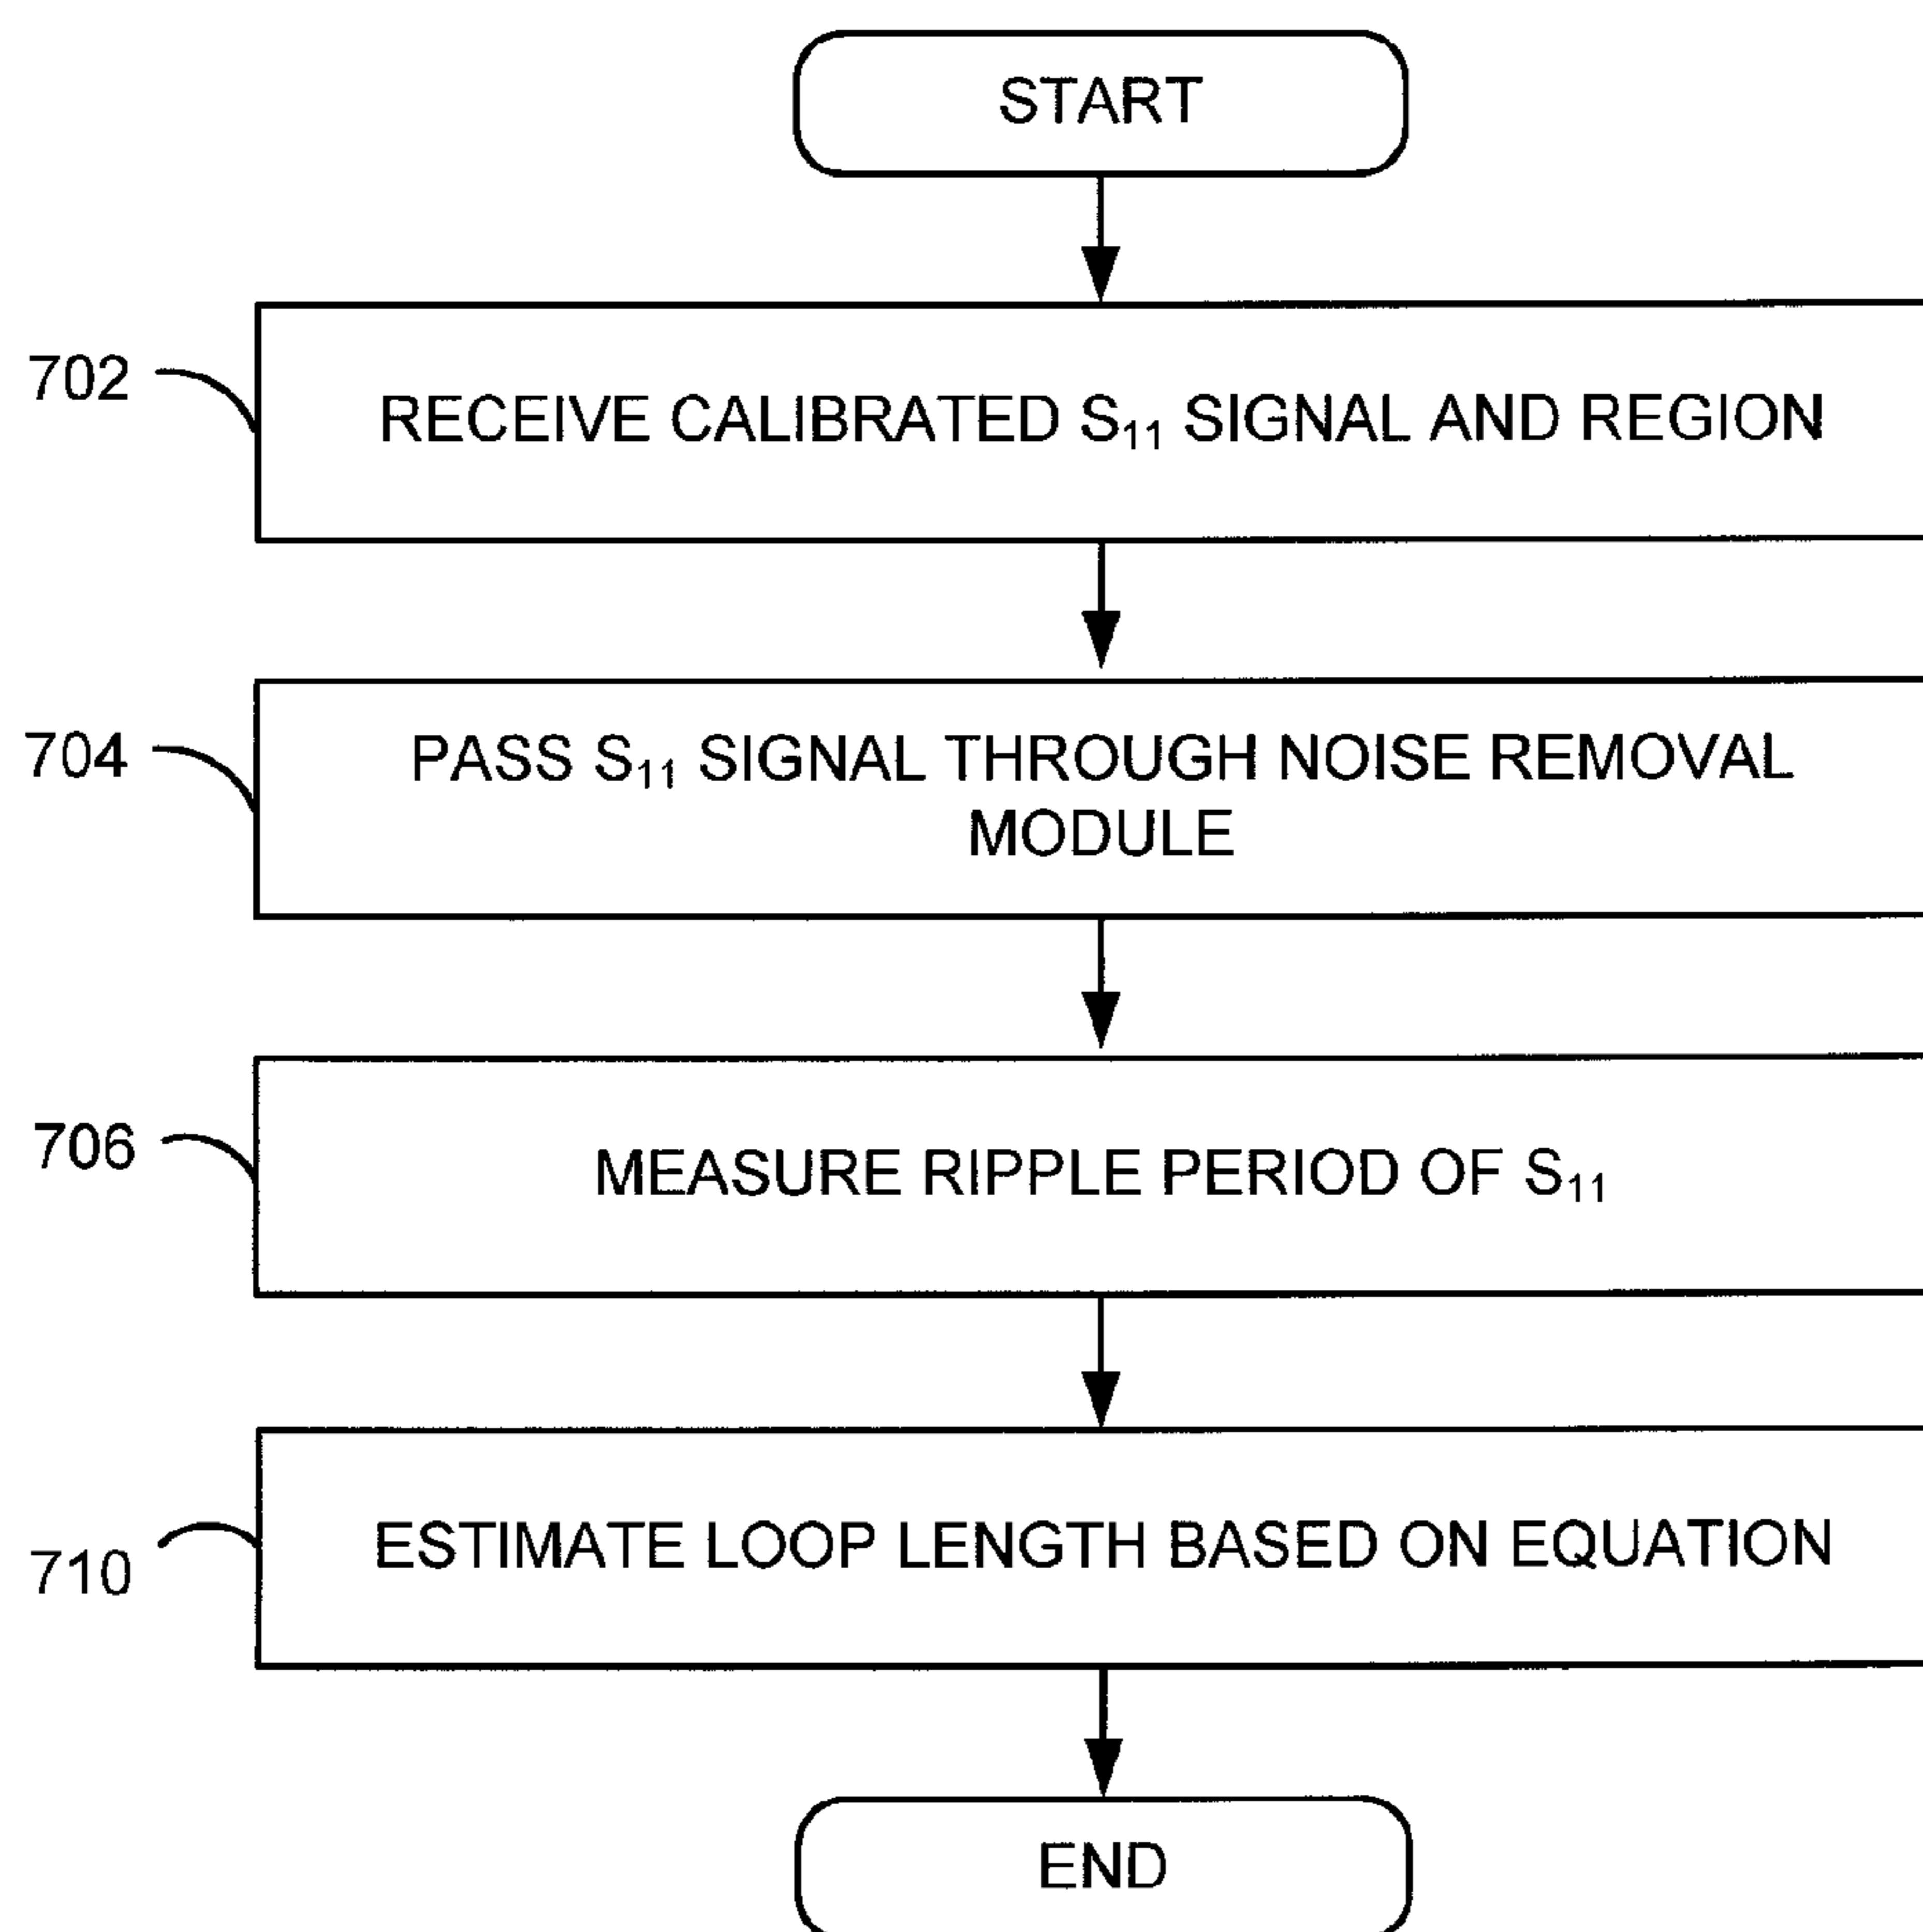 START
702
RECEIVE CALIBRATED S₁₁ SIGNAL AND REGION
704
PASS S₁₁ SIGNAL THROUGH NOISE REMOVAL
MODULE
706
MEASURE RIPPLE PERIOD OF S₁₁
710
ESTIMATE LOOP LENGTH BASED ON EQUATION
END